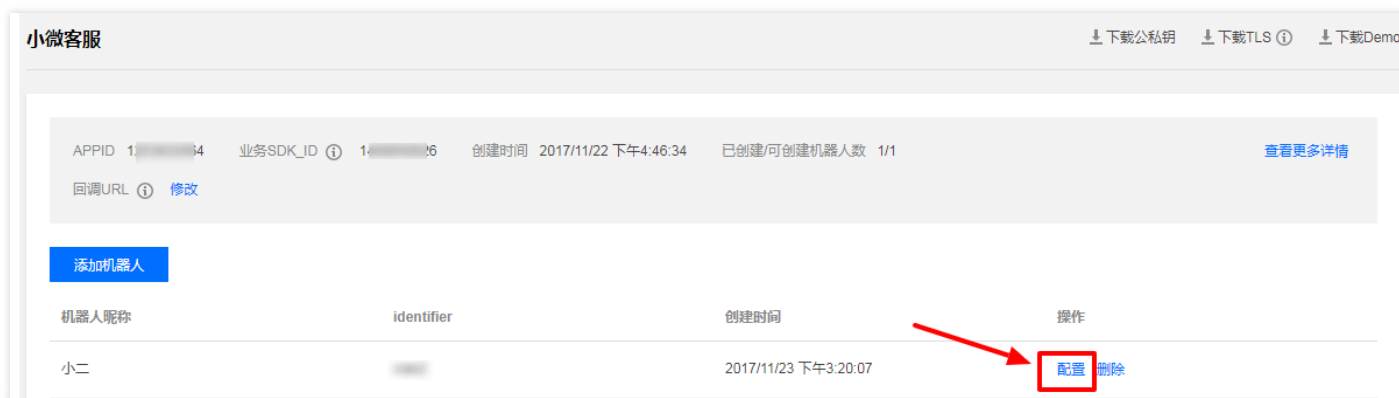 小微客服 下载公私钥 下载TLS 下载Demo
APPID 业务SDK_ID 创建时间 2017/11/22 下午4:46:34 已创建/可创建机器人数 1/1 查看更多详情
回调URL 修改
添加机器人
机器人昵称 identifier 创建时间 操作
小二 2017/11/23 下午3:20:07 配置 删除